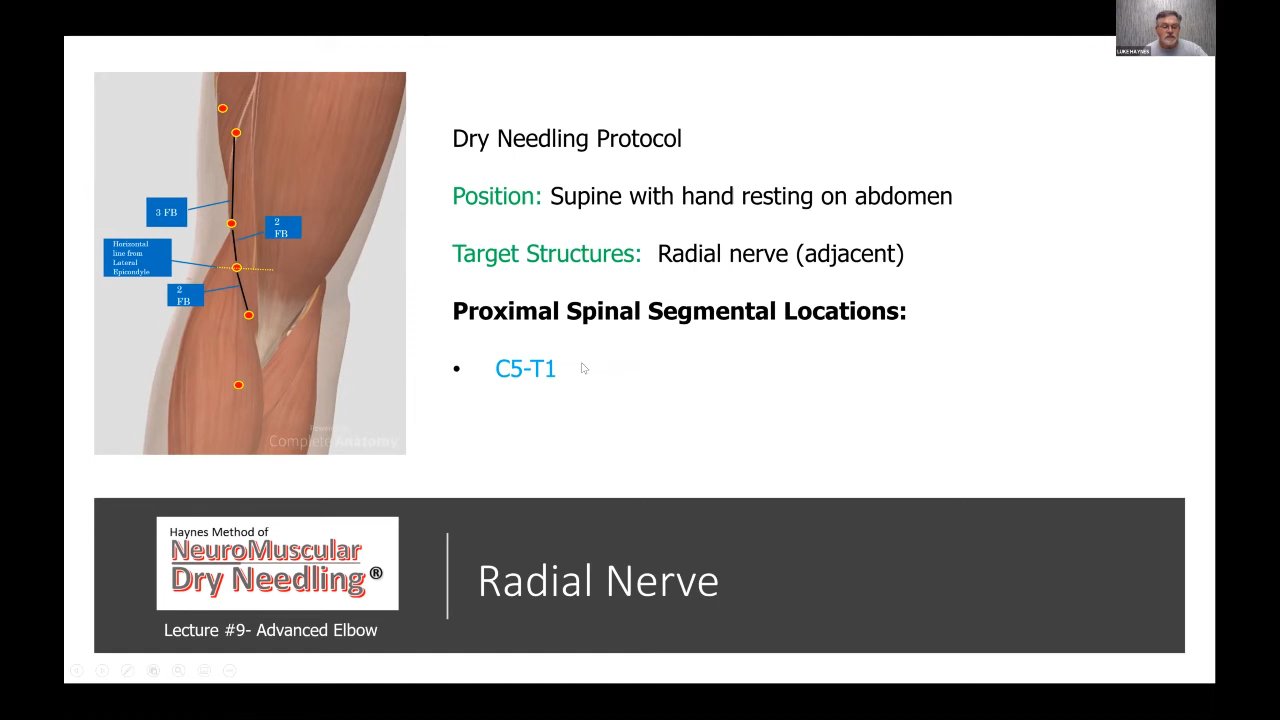 LUKE HAYNES
Dry Needling Protocol
Position: Supine with hand resting on abdomen
Target Structures: Radial nerve (adjacent)
Proximal Spinal Segmental Locations:
• C5-T1
3 FB
2
FB
Horizontal
line from
Lateral
Epicondyle
2
FB
Complete Anatomy
Haynes Method of
NeuroMuscular
Dry Needling®
Lecture #9- Advanced Elbow
Radial Nerve